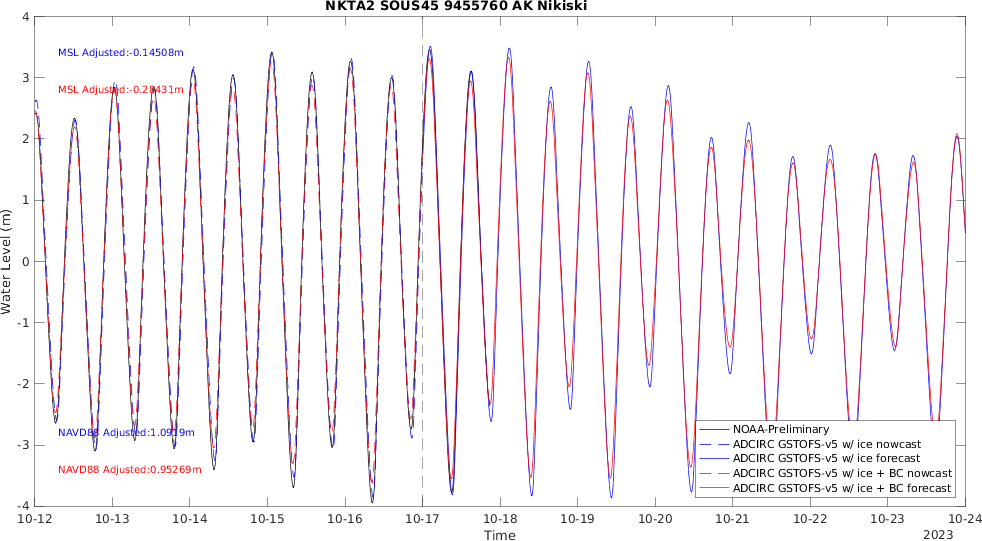 NKTA2 SOUS45 9455760 AK Nikiski
MSL Adjusted:-0.14508m
MSL Adjusted:-0.28431m
NAVD88 Adjusted:1.0919m
NAVD88 Adjusted:0.95269m
Water Level (m)
4
3
2
1
0
-1
-2
-3
-4
NOAA-Preliminary
ADCIRC GSTOFS-v5 w/ ice nowcast
ADCIRC GSTOFS-v5 w/ ice forecast
ADCIRC GSTOFS-v5 w/ ice + BC nowcast
ADCIRC GSTOFS-v5 w/ ice + BC forecast
10-12 10-13 10-14 10-15 10-16 10-17 10-18 10-19 10-20 10-21 10-22 10-23 10-24
Time
2023